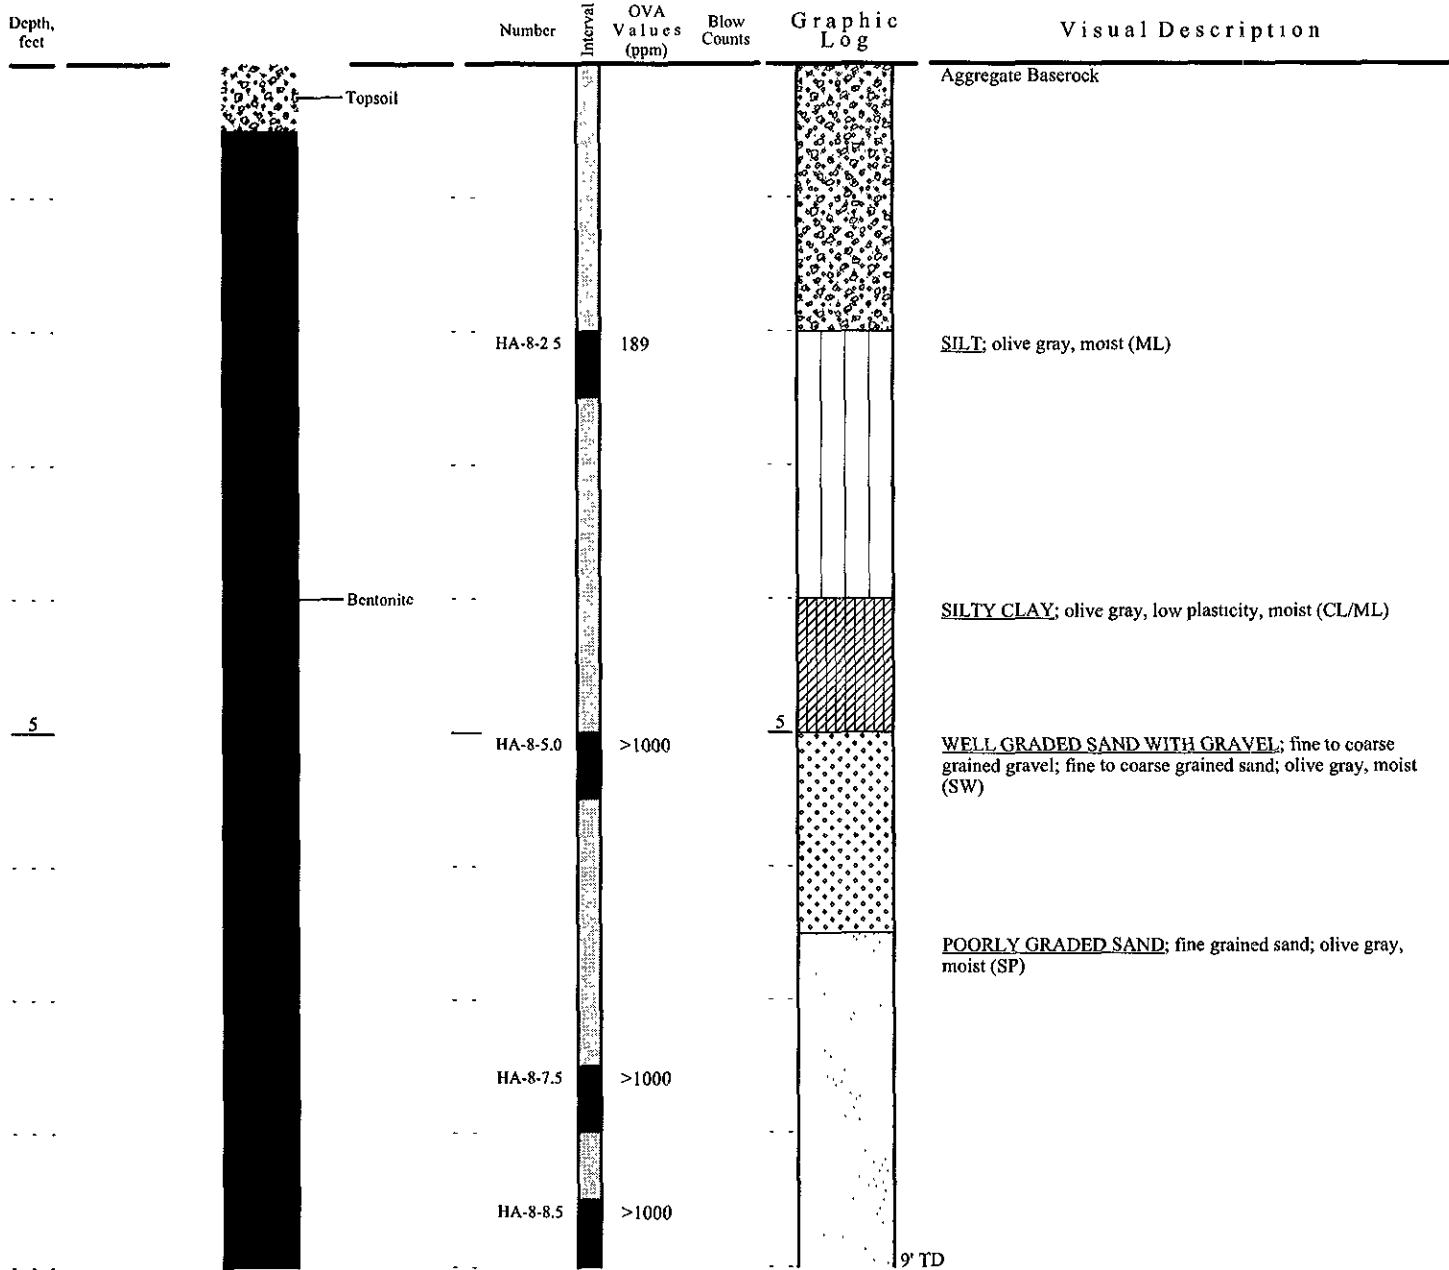 Depth,
feet
Number
Interval
OVA
Values
(ppm)
Blow
Counts
Graphic
Log
Visual Description
Topsoil
Aggregate Baserock
HA-8-2 5
189
SILT; olive gray, moist (ML)
Bentonite
SILTY CLAY; olive gray, low plasticity, moist (CL/ML)
5
5
HA-8-5.0
>1000
WELL GRADED SAND WITH GRAVEL; fine to coarse
grained gravel; fine to coarse grained sand; olive gray, moist
(SW)
POORLY GRADED SAND; fine grained sand; olive gray,
moist (SP)
HA-8-7.5
>1000
HA-8-8.5
>1000
9' TD